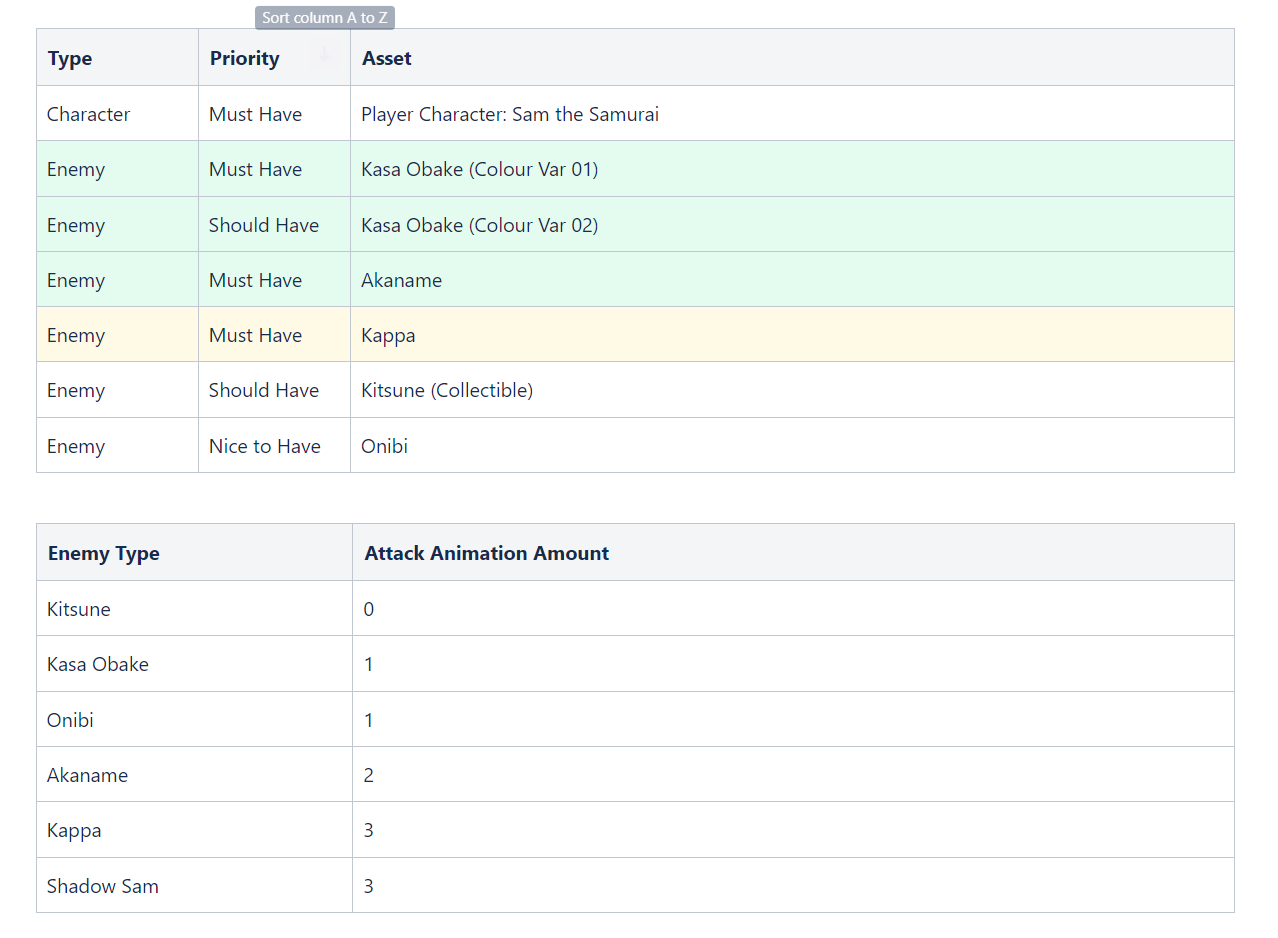 Sort column A to Z
Type Priority Asset
Character Must Have Player Character: Sam the Samurai
Enemy Must Have Kasa Obake (Colour Var 01)
Enemy Should Have Kasa Obake (Colour Var 02)
Enemy Must Have Akaname
Enemy Must Have Kappa
Enemy Should Have Kitsune (Collectible)
Enemy Nice to Have Onibi
Enemy Type Attack Animation Amount
Kitsune 0
Kasa Obake 1
Onibi 1
Akaname 2
Kappa 3
Shadow Sam 3